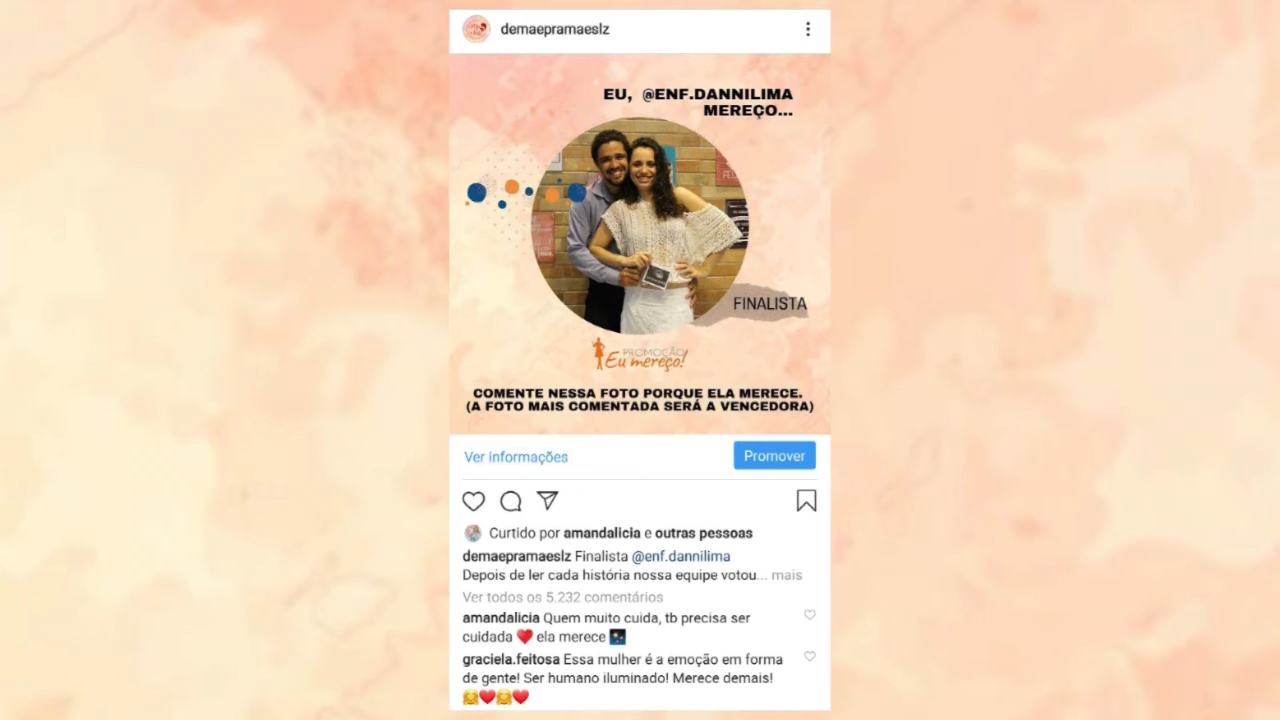 demaepramaeslz
EU, @ENF.DANNILIMA
MEREÇO...
FINALISTA
PROMOÇÃO
Eu mereço!
COMENTE NESSA FOTO PORQUE ELA MERECE.
(A FOTO MAIS COMENTADA SERÁ A VENCEDORA)
Ver informações
Promover
Curtido por amandalicia e outras pessoas
demaepramaeslz Finalista @enf.dannilima
Depois de ler cada história nossa equipe votou... mais
Ver todos os 5.232 comentários
amandalicia Quem muito cuida, tb precisa ser
cuidada ❤️ ela merece 🎆
graciela.feitosa Essa mulher é a emoção em forma
de gente! Ser humano iluminado! Merece demais!
🤗❤️🤗❤️